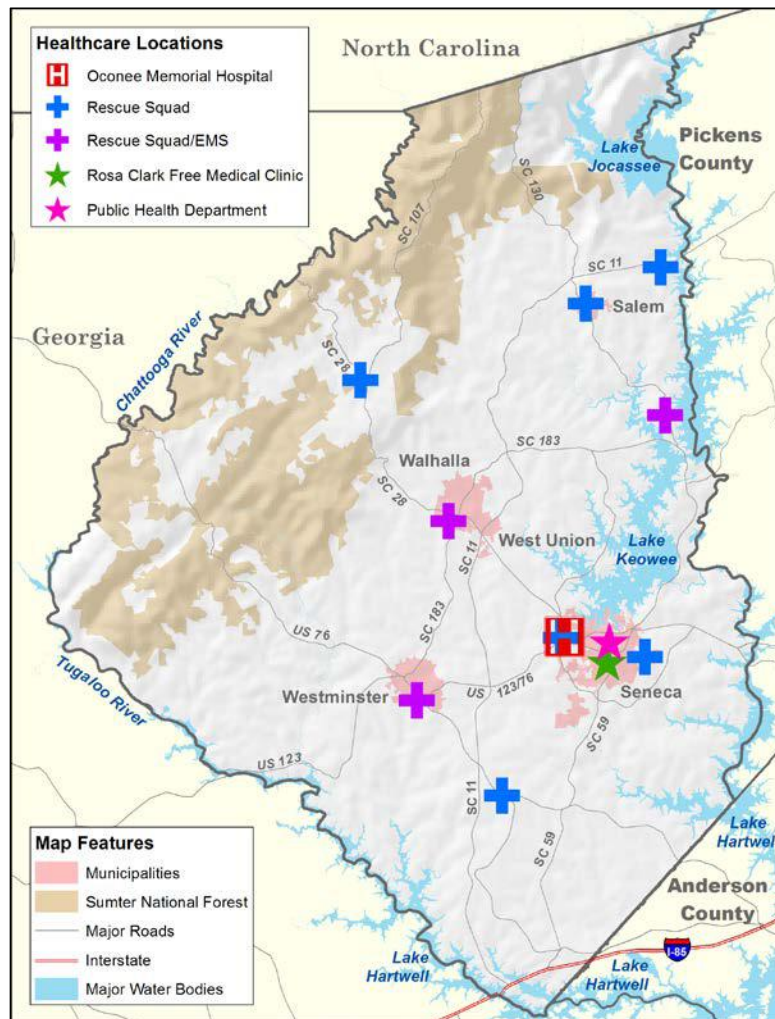 North Carolina
Healthcare Locations
H
Oconee Memorial Hospital
Rescue Squad
Rescue Squad/EMS
Rosa Clark Free Medical Clinic
Public Health Department
Pickens
County
Lake
Jocassee
SC 107
SC 130
SC 11
Salem
Georgia
Chattooga River
SC 28
SC 183
Walhalla
SC 28
West Union
SC 11
Lake
Keowee
SC 183
US 76
H
Tugaloo River
Westminster
US 123/76
Seneca
SC 59
US 123
SC 11
SC 59
Lake
Hartwell
Map Features
Municipalities
Sumter National Forest
Major Roads
Interstate
Major Water Bodies
Anderson
County
I-85
Lake
Hartwell
Lake
Hartwell